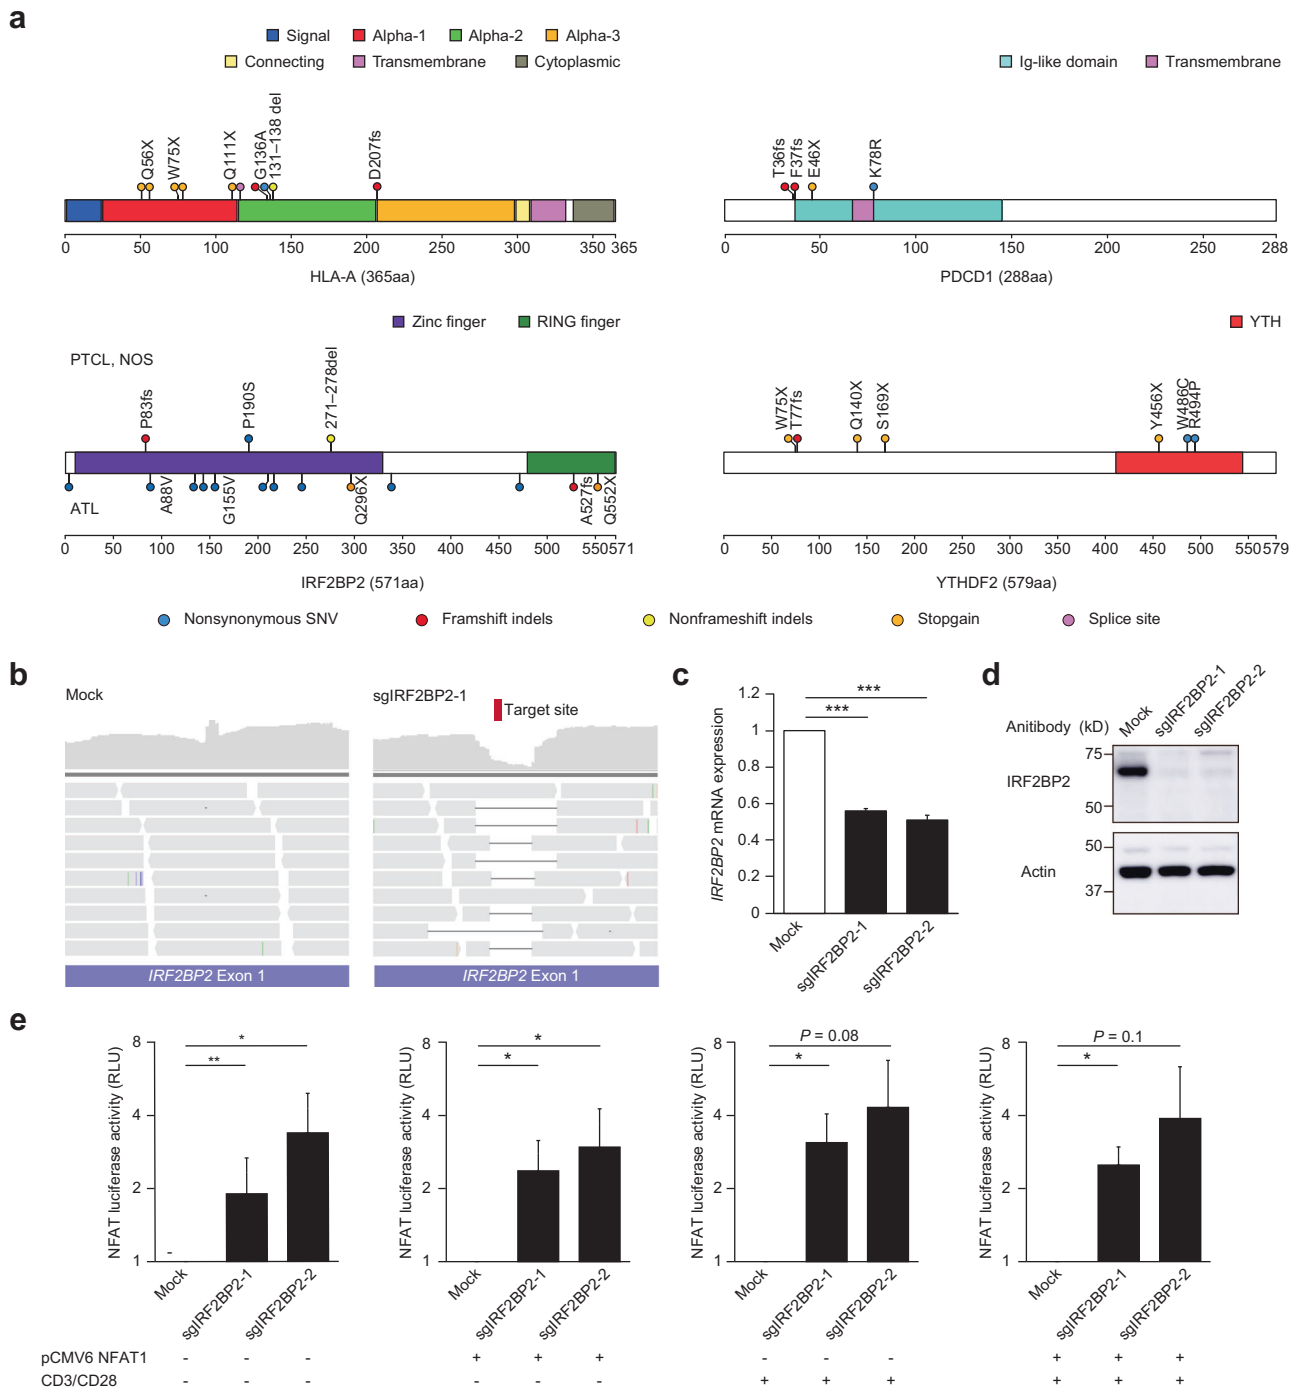 a
Signal Alpha-1 Alpha-2 Alpha-3
Connecting Transmembrane Cytoplasmic
Q56X W75X Q111X G136A 131–138 del D207fs
0 50 100 150 200 250 300 350 365
HLA-A (365aa)
Ig-like domain Transmembrane
T36fs F37fs E46X K78R
0 50 100 150 200 250 288
PDCD1 (288aa)
Zinc finger RING finger
PTCL, NOS
P83fs P190S 271–278del
ATL
A88V G155V Q296X A527fs Q552X
0 50 100 150 200 250 300 350 400 450 500 550 571
IRF2BP2 (571aa)
YTH
W75X T77fs Q140X S169X Y456X W486C R494P
0 50 100 150 200 250 300 350 400 450 500 550 579
YTHDF2 (579aa)
Nonsynonymous SNV Framshift indels Nonframeshift indels Stopgain Splice site
b
Mock
sgIRF2BP2-1
Target site
IRF2BP2 Exon 1
IRF2BP2 Exon 1
c
IRF2BP2 mRNA expression
1.2
1
0.8
0.6
0.4
0.2
0
***
***
Mock sgIRF2BP2-1 sgIRF2BP2-2
d
Mock sgIRF2BP2-1 sgIRF2BP2-2
Anitibody (kD)
75
IRF2BP2
50
50
Actin
37
e
NFAT luciferase activity (RLU)
8
4
2
1
*
**
-
Mock sgIRF2BP2-1 sgIRF2BP2-2
NFAT luciferase activity (RLU)
8
4
2
1
*
*
Mock sgIRF2BP2-1 sgIRF2BP2-2
NFAT luciferase activity (RLU)
8
4
2
1
P = 0.08
*
Mock sgIRF2BP2-1 sgIRF2BP2-2
NFAT luciferase activity (RLU)
8
4
2
1
P = 0.1
*
Mock sgIRF2BP2-1 sgIRF2BP2-2
pCMV6 NFAT1 - - - + + + - - - + + +
CD3/CD28 - - - - - - + + + + + +